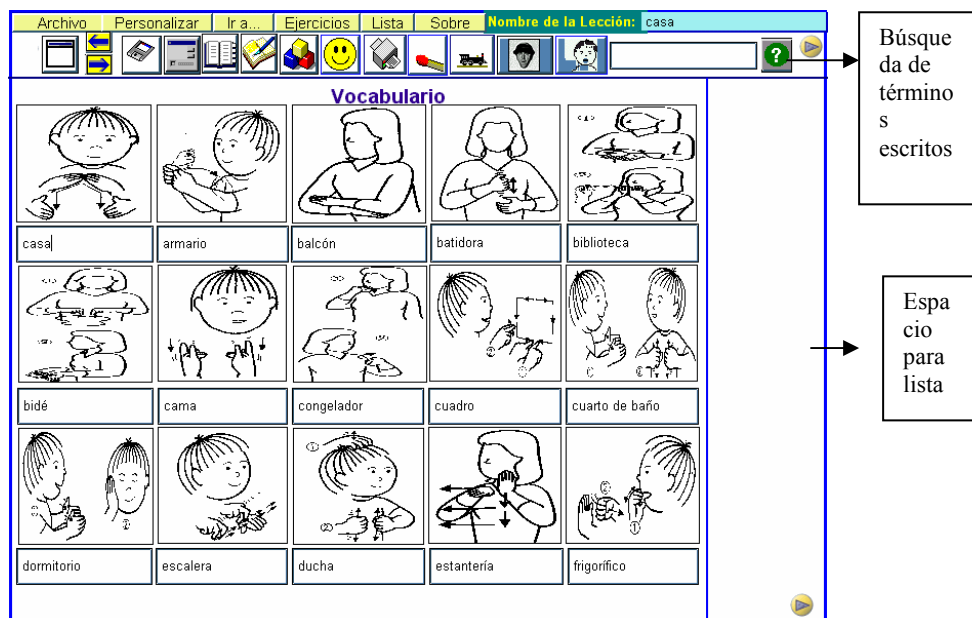 Archivo Personalizar Ir a... Ejercicios Lista Sobre Nombre de la Lección: casa
?
Vocabulario
casa armario balcón batidora biblioteca
bidé cama congelador cuadro cuarto de baño
dormitorio escalera ducha estantería frigorífico
Búsque
da de
término
s
escritos
Espa
cio
para
lista